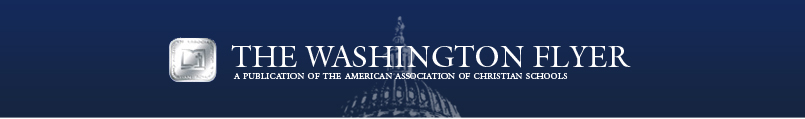 THE WASHINGTON FLYER
A PUBLICATION OF THE AMERICAN ASSOCIATION OF CHRISTIAN SCHOOLS